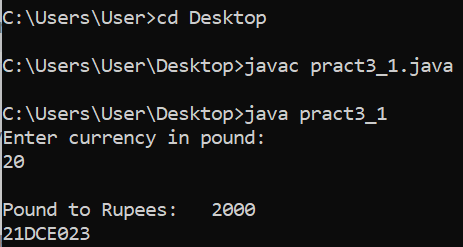 C:\Users\User>cd Desktop
C:\Users\User\Desktop>javac pract3_1.java
C:\Users\User\Desktop>java pract3_1
Enter currency in pound:
20
Pound to Rupees:   2000
21DCE023